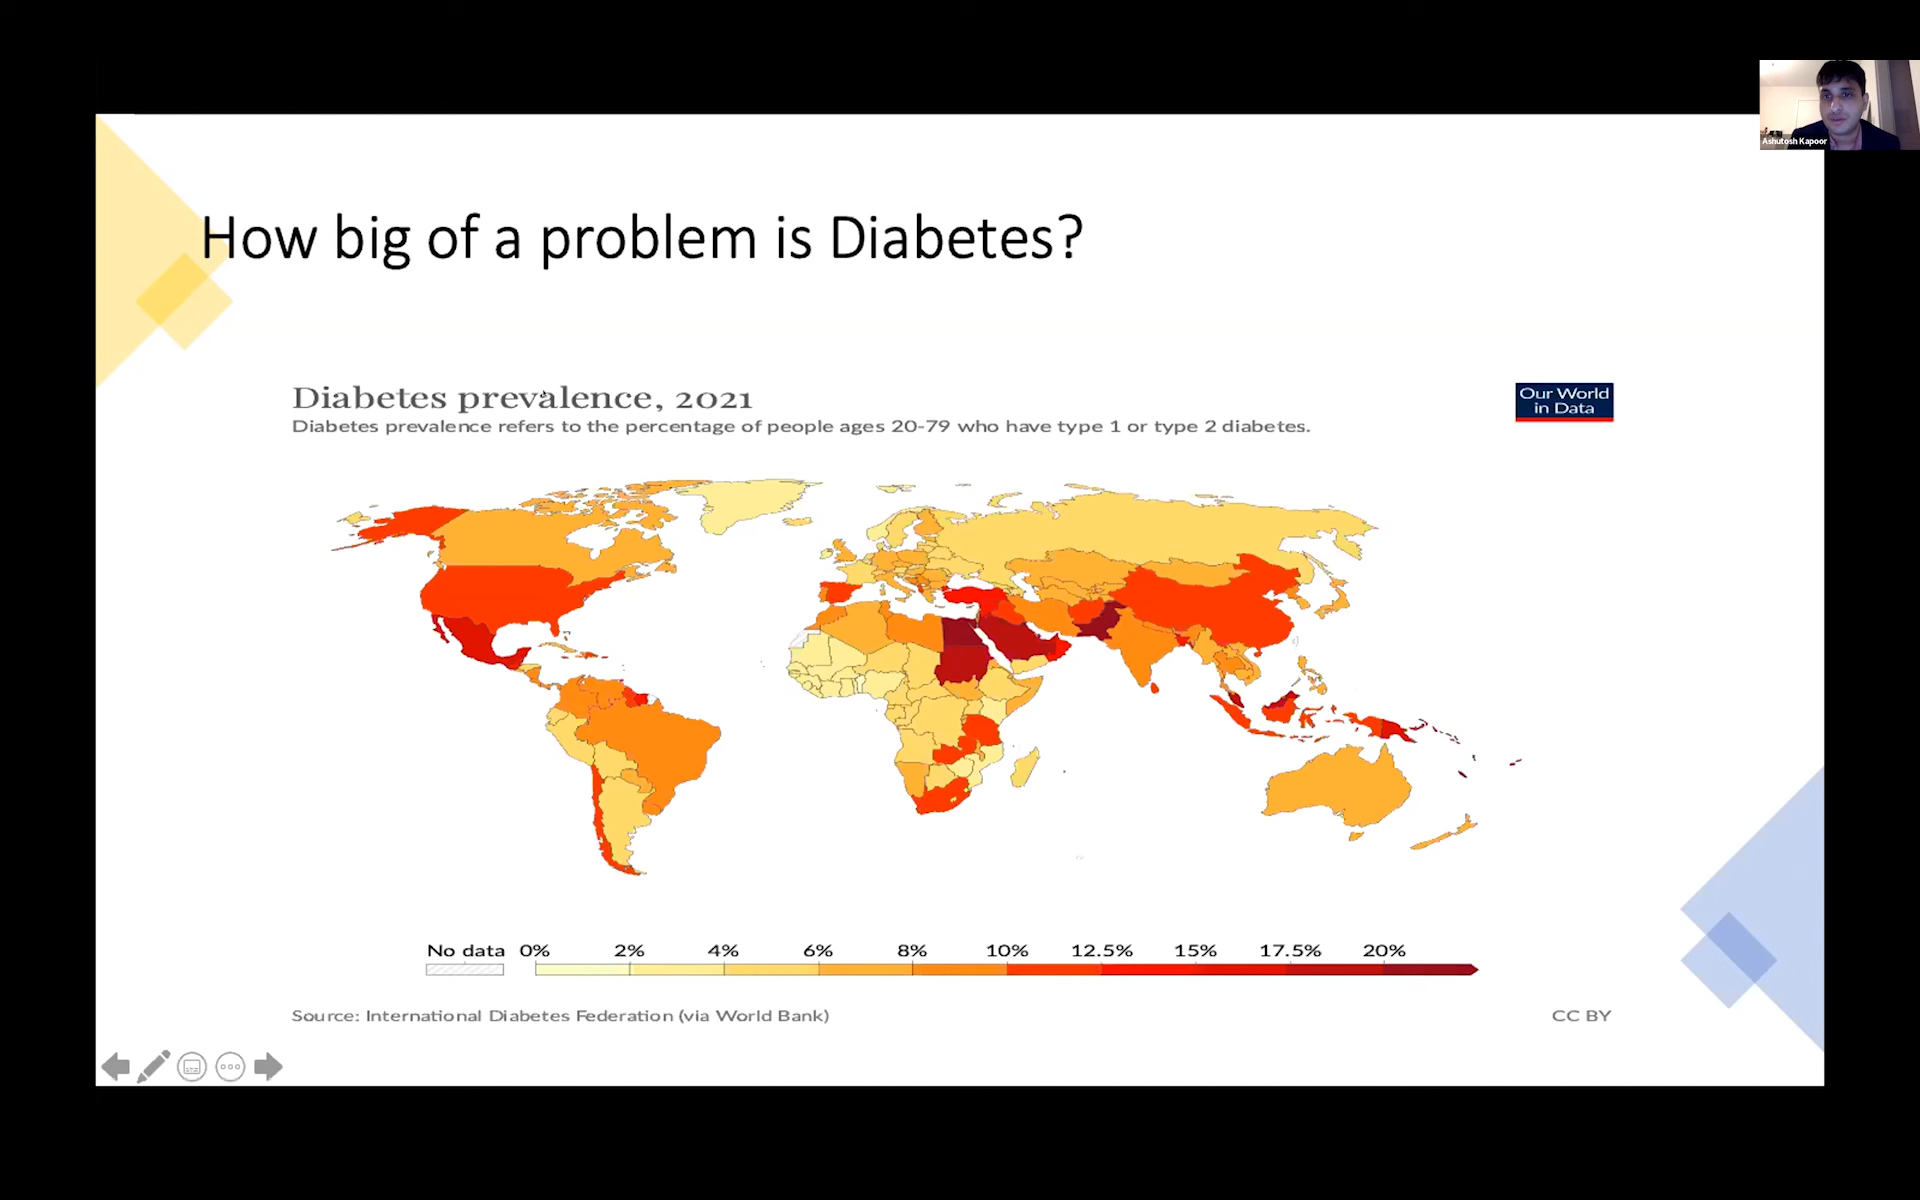 Ashutosh Kapoor
How big of a problem is Diabetes?
Diabetes prevalence, 2021
Diabetes prevalence refers to the percentage of people ages 20-79 who have type 1 or type 2 diabetes.
Our World
in Data
No data 0% 2% 4% 6% 8% 10% 12.5% 15% 17.5% 20%
Source: International Diabetes Federation (via World Bank)
CC BY